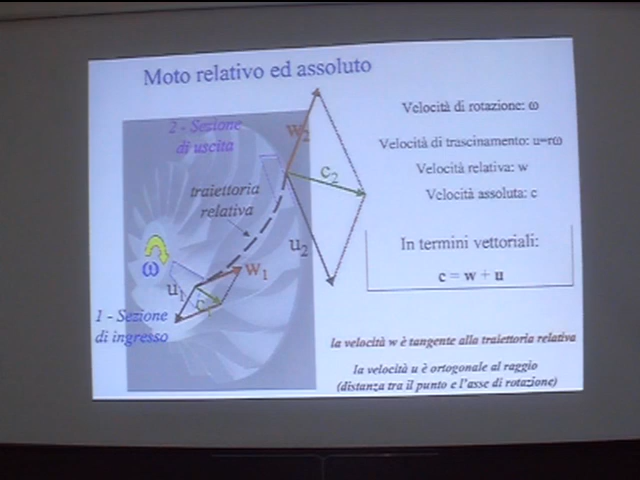 Moto relativo ed assoluto
2 - Sezione
di uscita
w2
c2
traiettoria
relativa
u2
ω
u1
w1
c1
1 - Sezione
di ingresso
Velocità di rotazione: ω
Velocità di trascinamento: u=rω
Velocità relativa: w
Velocità assoluta: c
In termini vettoriali:
c = w + u
la velocità w è tangente alla traiettoria relativa
la velocità u è ortogonale al raggio
(distanza tra il punto e l'asse di rotazione)